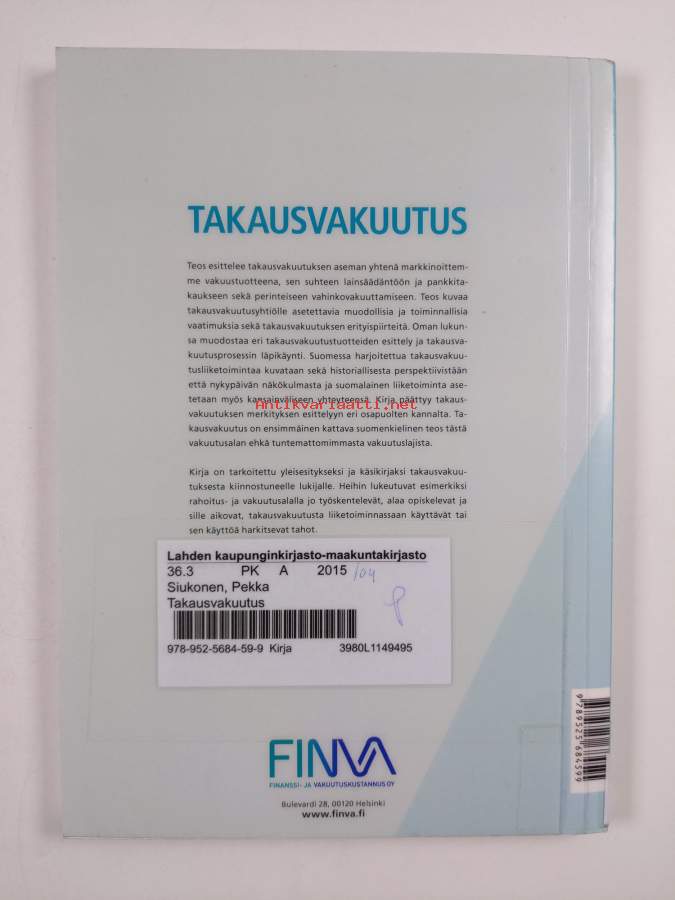 TAKAUSVAKUUTUS
Teos esittelee takausvakuutuksen aseman yhtenä markkinoittem-
me vakuustuotteena, sen suhteen lainsäädäntöön ja pankkita-
kaukseen sekä perinteiseen vahinkovakuuttamiseen. Teos kuvaa
takausvakuutusyhtiölle asetettavia muodollisia ja toiminnallisia
vaatimuksia sekä takausvakuutuksen erityispiirteitä. Oman lukun-
sa muodostaa eri takausvakuutustuotteiden esittely ja takausva-
kuutusprosessin läpikäynti. Suomessa harjoitettua takausvakuu-
tusliiketoimintaa kuvataan sekä historiallisesta perspektiivistään
että nykypäivän näkökulmasta ja suomalainen liiketoiminta ase-
tetaan myös kansainväliseen yhteyteensä. Kirja päättyy takaus-
Antikvariaatti.net
vakuutuksen merkityksen esittelyyn eri osapuolten kannalta. Ta-
kausvakuutus on ensimmäinen kattava suomenkielinen teos tästä
vakuutusalan ehkä tuntemattomimmasta vakuutuslajista.
Kirja on tarkoitettu yleisesitykseksi ja käsikirjaksi takausvakuu-
tuksesta kiinnostuneelle lukijalle. Heihin lukeutuvat esimerkiksi
rahoitus- ja vakuutusalalla jo työskentelevät, alaa opiskelevat ja
sille aikovat, takausvakuutusta liiketoiminnassaan käyttävät tai
sen käyttöä harkitsevat tahot.
Lahden kaupunginkirjasto-maakuntakirjasto
36.3 PK A 2015 /04
Siukonen, Pekka
Takausvakuutus
978-952-5684-59-9 Kirja 3980L1149495
9789525684599
FINVA
FINANSSI- JA VAKUUTUSKUSTANNUS OY
Bulevardi 28, 00120 Helsinki
www.finva.fi